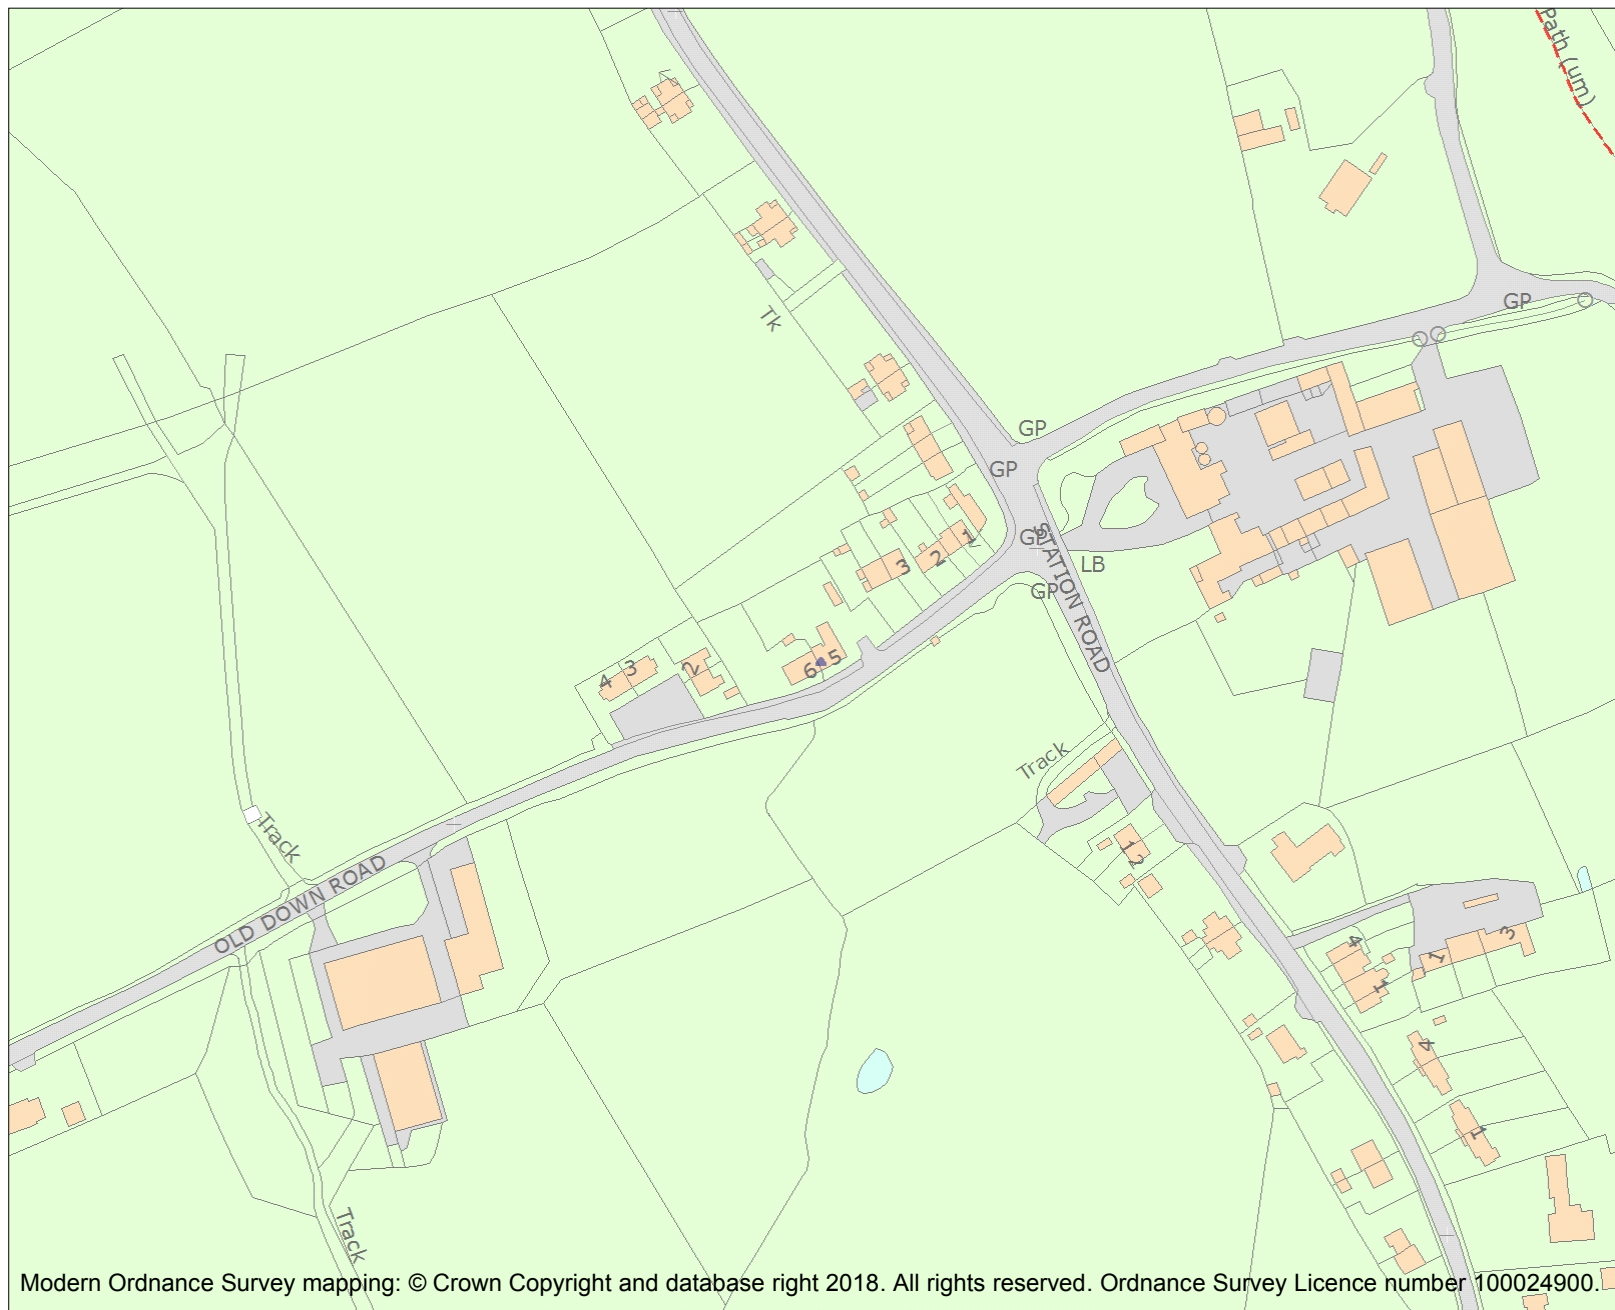 Path (um)
Tk
GP
GP
GP
GP
GP
LB
STATION ROAD
1
2
3
5
6
2
3
4
Track
Track
OLD DOWN ROAD
1 2
4
1
1
3
4
1
Track
Modern Ordnance Survey mapping: © Crown Copyright and database right 2018. All rights reserved. Ordnance Survey Licence number 100024900.